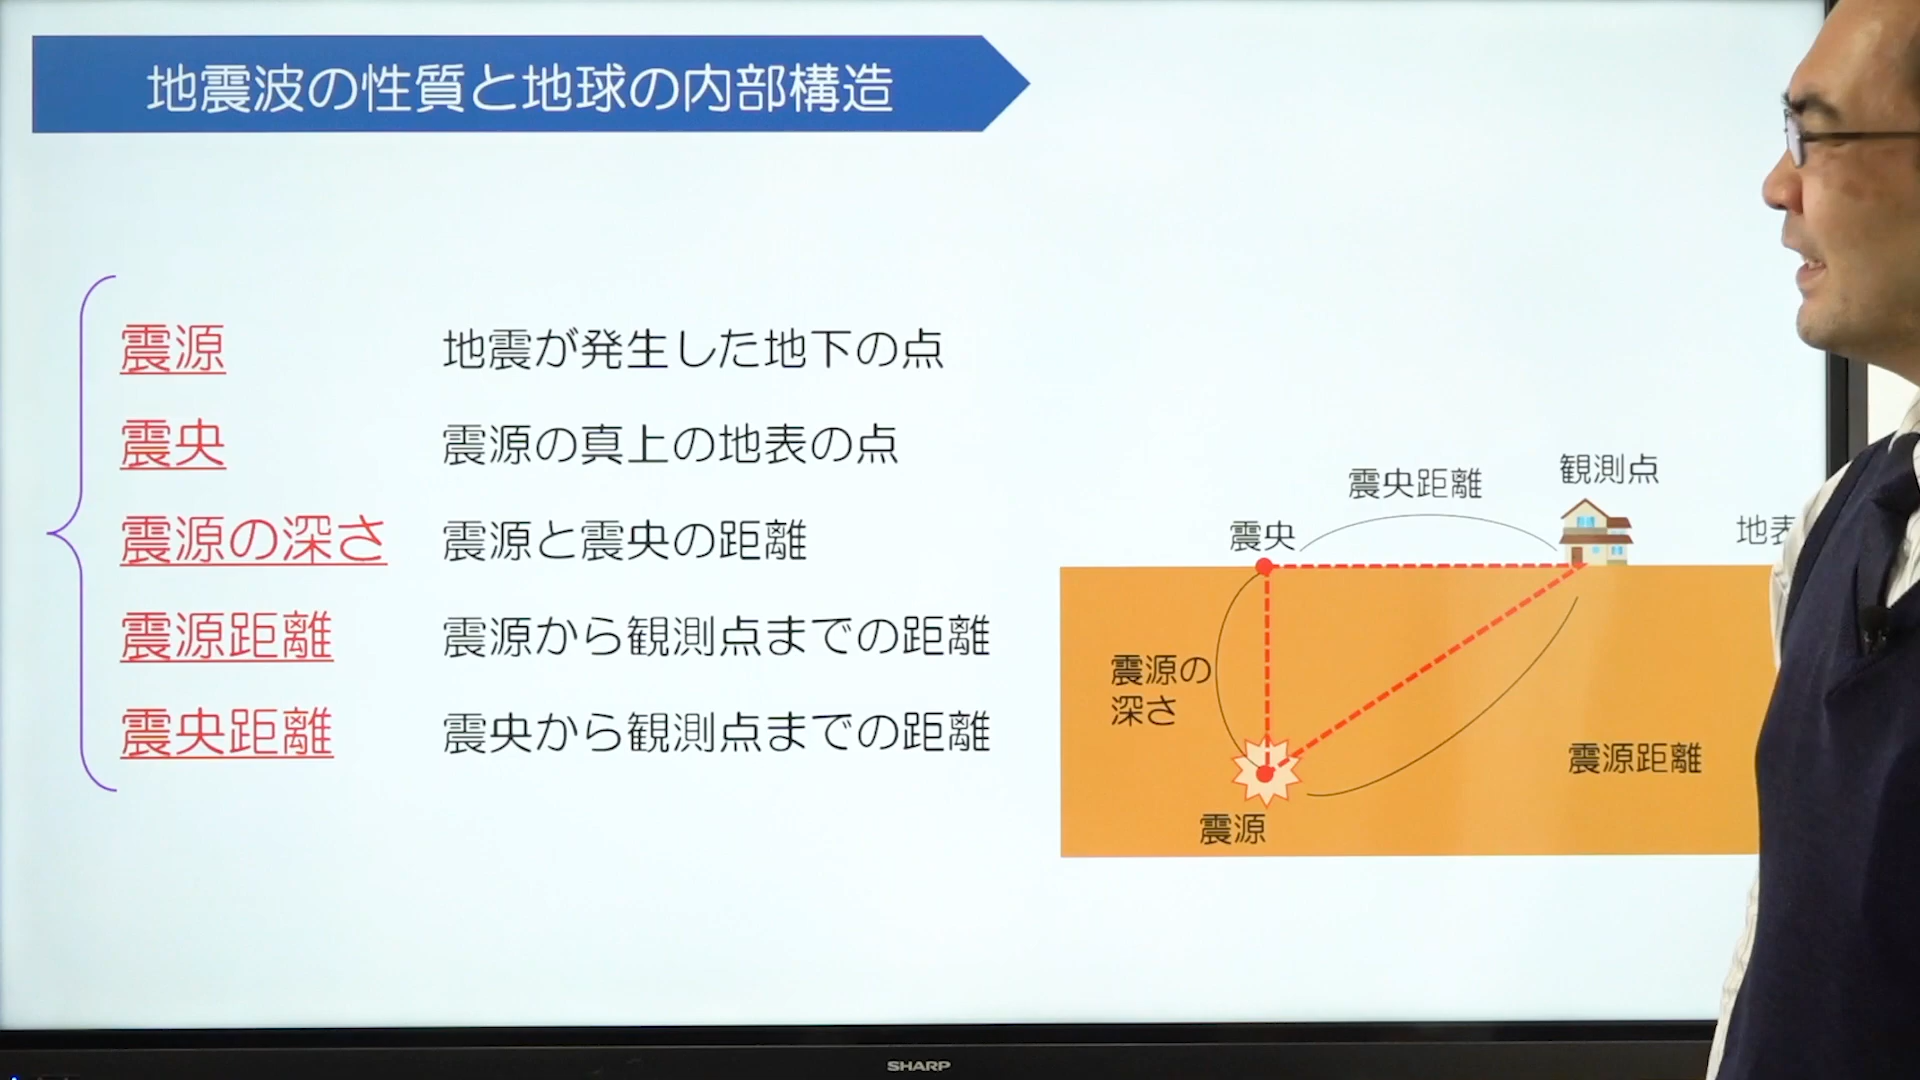 地震波の性質と地球の内部構造
震源 地震が発生した地下の点
震央 震源の真上の地表の点
震源の深さ 震源と震央の距離
震源距離 震源から観測点までの距離
震央距離 震央から観測点までの距離
震央距離
観測点
震央
地表
震源の
深さ
震源距離
震源
SHARP